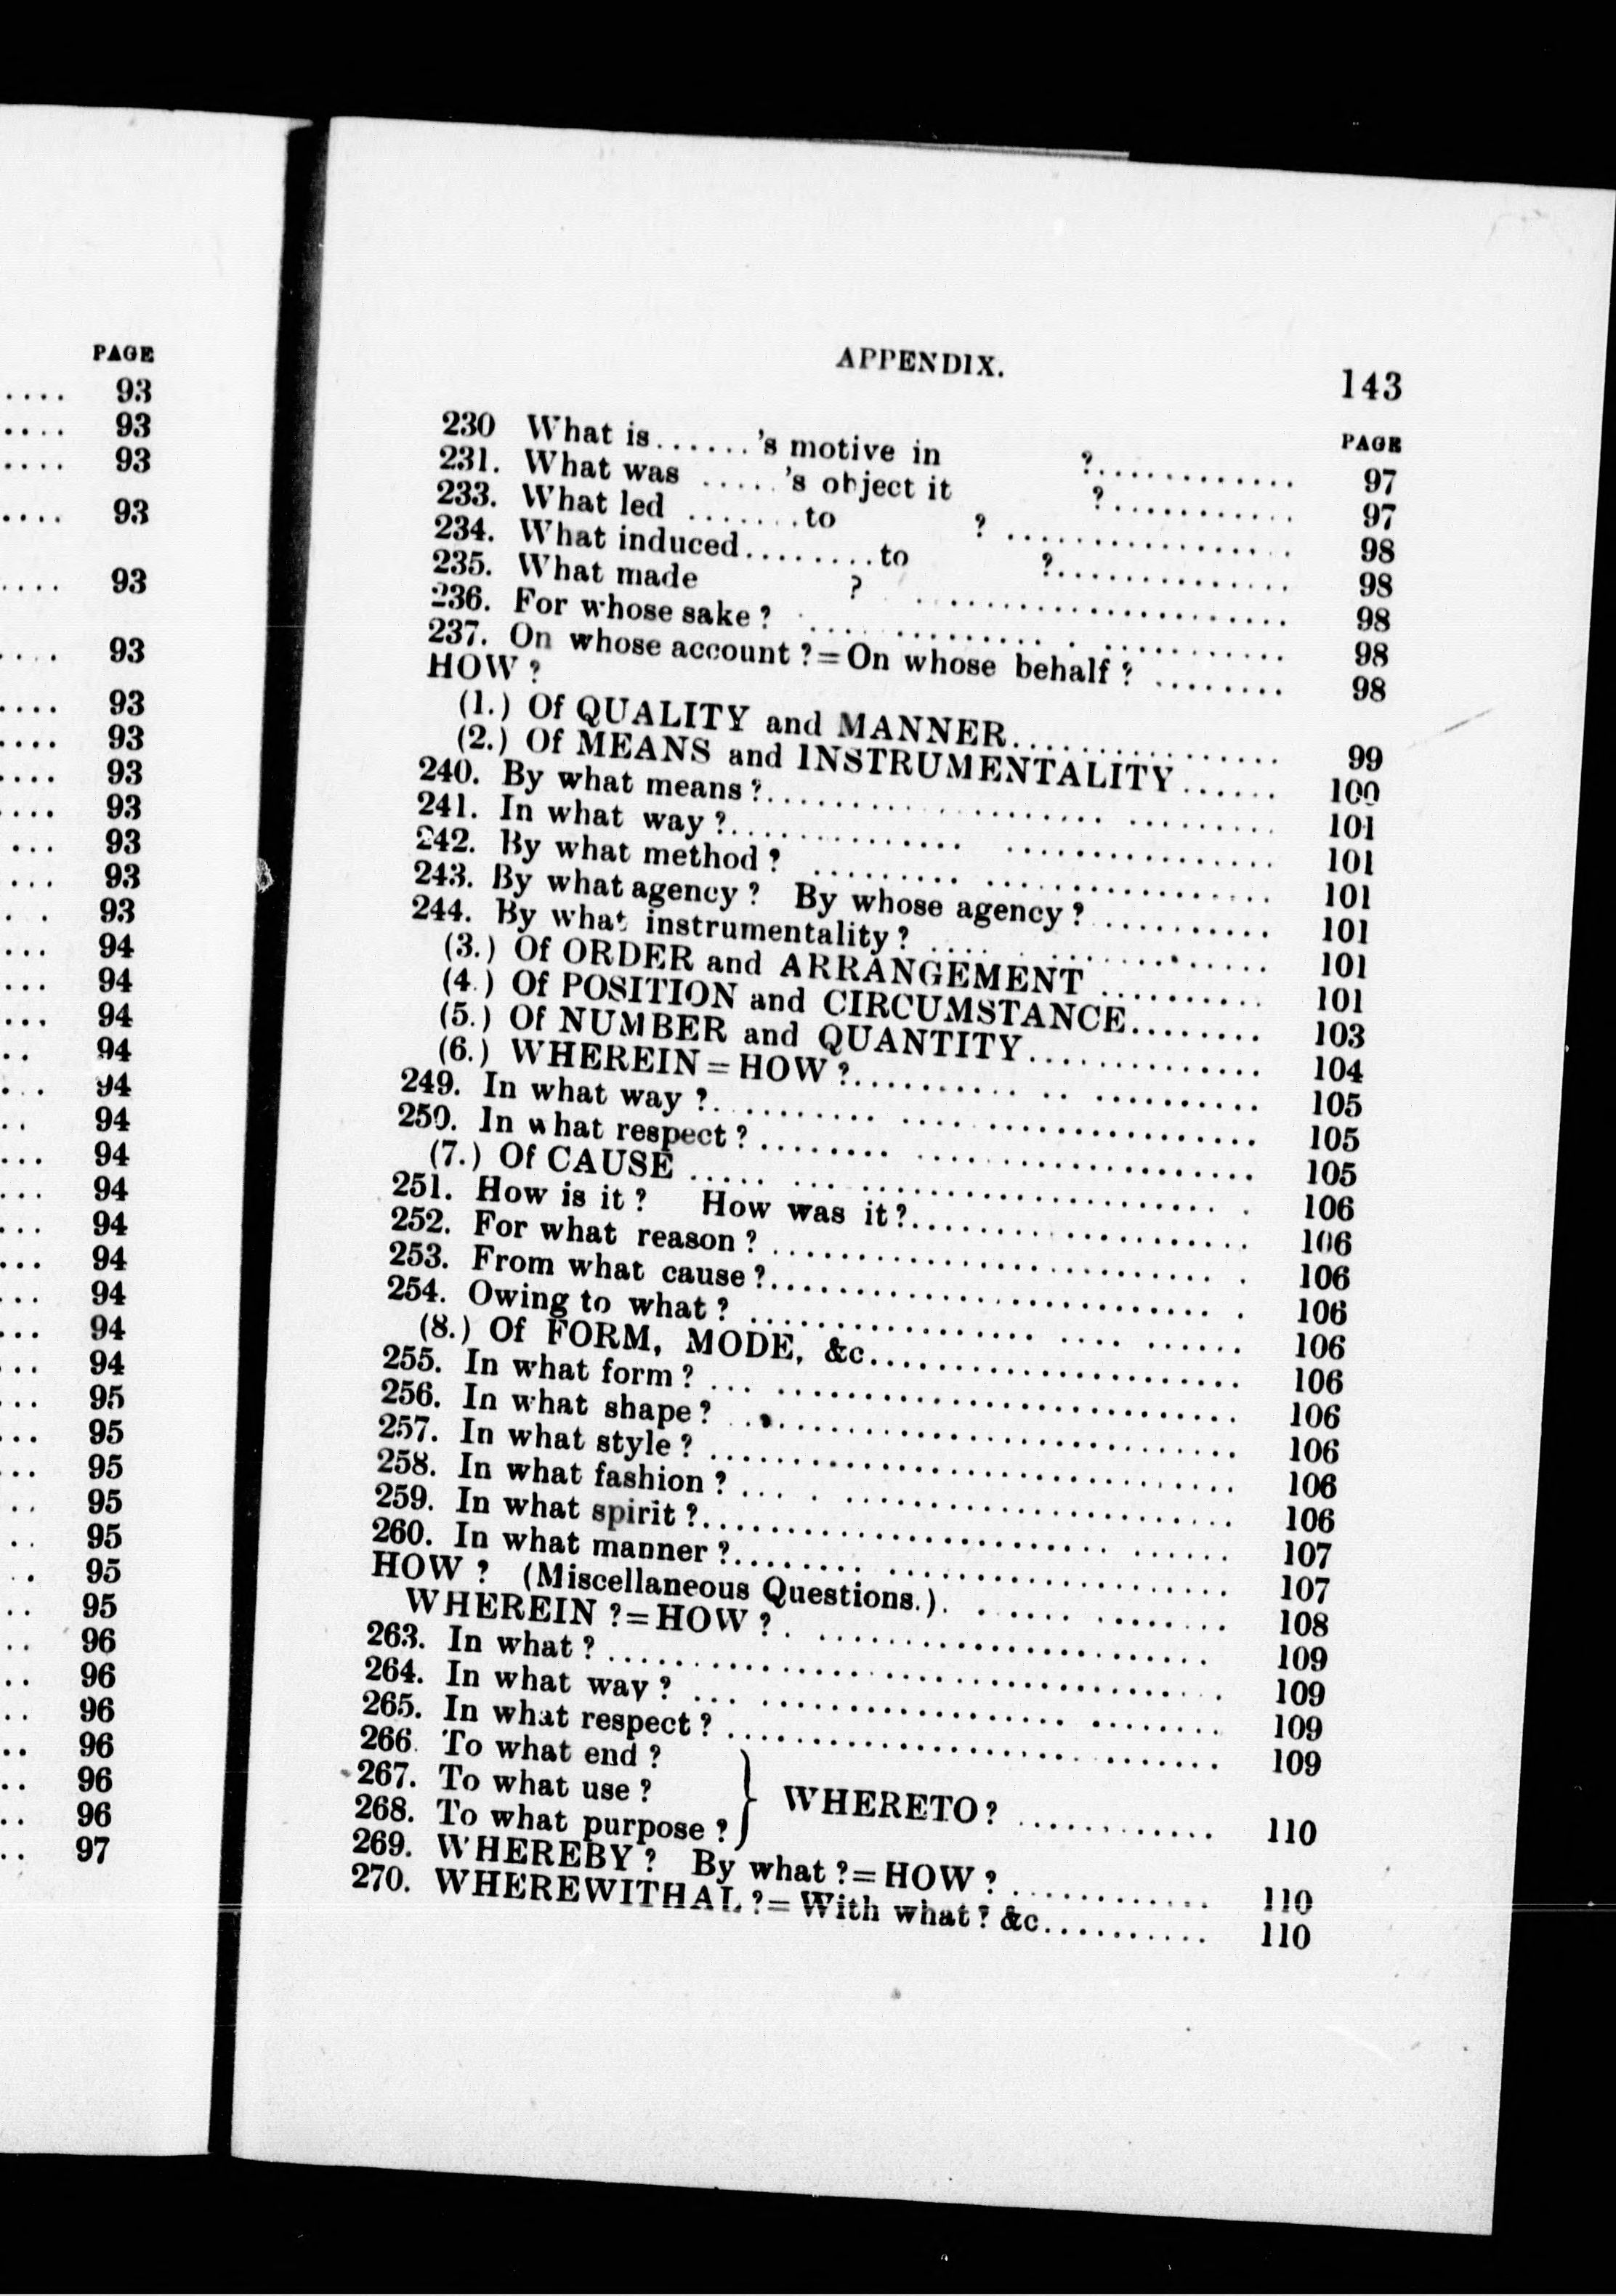 PAGE
.... 93
.... 93
.... 93
.... 93
.... 93
.... 93
.... 93
.... 93
.... 93
.... 93
... 93
... 93
. . 93
... 94
... 94
... 94
.. 94
... 94
.. 94
... 94
... 94
... 94
... 94
... 94
... 94
... 94
... 95
... 95
... 95
.. 95
.. 95
. 95
.. 95
.. 96
.. 96
.. 96
.. 96
.. 96
.. 96
.. 97
APPENDIX. 143
PAGE
230 What is......'s motive in ?............ 97
231. What was .....'s object it ?............ 97
233. What led .......to ? ................ 98
234. What induced........to ?............... 98
235. What made ? ..................... 98
236. For whose sake? ........................ 98
237. On whose account?=On whose behalf? ........ 98
HOW?
(1.) Of QUALITY and MANNER................ 99
(2.) Of MEANS and INSTRUMENTALITY...... 100
240. By what means?.............................. 101
241. In what way?.............................. 101
242. By what method? .......................... 101
243. By what agency? By whose agency?........... 101
244. By what instrumentality? .................. 101
(3.) Of ORDER and ARRANGEMENT .......... 101
(4.) Of POSITION and CIRCUMSTANCE........ 103
(5.) Of NUMBER and QUANTITY.............. 104
(6.) WHEREIN=HOW?........................ 105
249. In what way?.............................. 105
250. In what respect?............................ 105
(7.) Of CAUSE .............................. 106
251. How is it? How was it?...................... 106
252. For what reason?............................ 106
253. From what cause?............................ 106
254. Owing to what? ............................ 106
(8.) Of FORM, MODE, &c...................... 106
255. In what form? .............................. 106
256. In what shape? ............................ 106
257. In what style? .............................. 106
258. In what fashion? .......................... 106
259. In what spirit?.............................. 107
260. In what manner?............................ 107
HOW? (Miscellaneous Questions.)................ 108
WHEREIN?=HOW?.......................... 109
263. In what?.................................... 109
264. In what way? .............................. 109
265. In what respect? ............................ 109
266. To what end?
267. To what use? } WHERETO? ............ 110
268. To what purpose?
269. WHEREBY? By what?=HOW? ............ 110
270. WHEREWITHAL?=With what? &c.......... 110